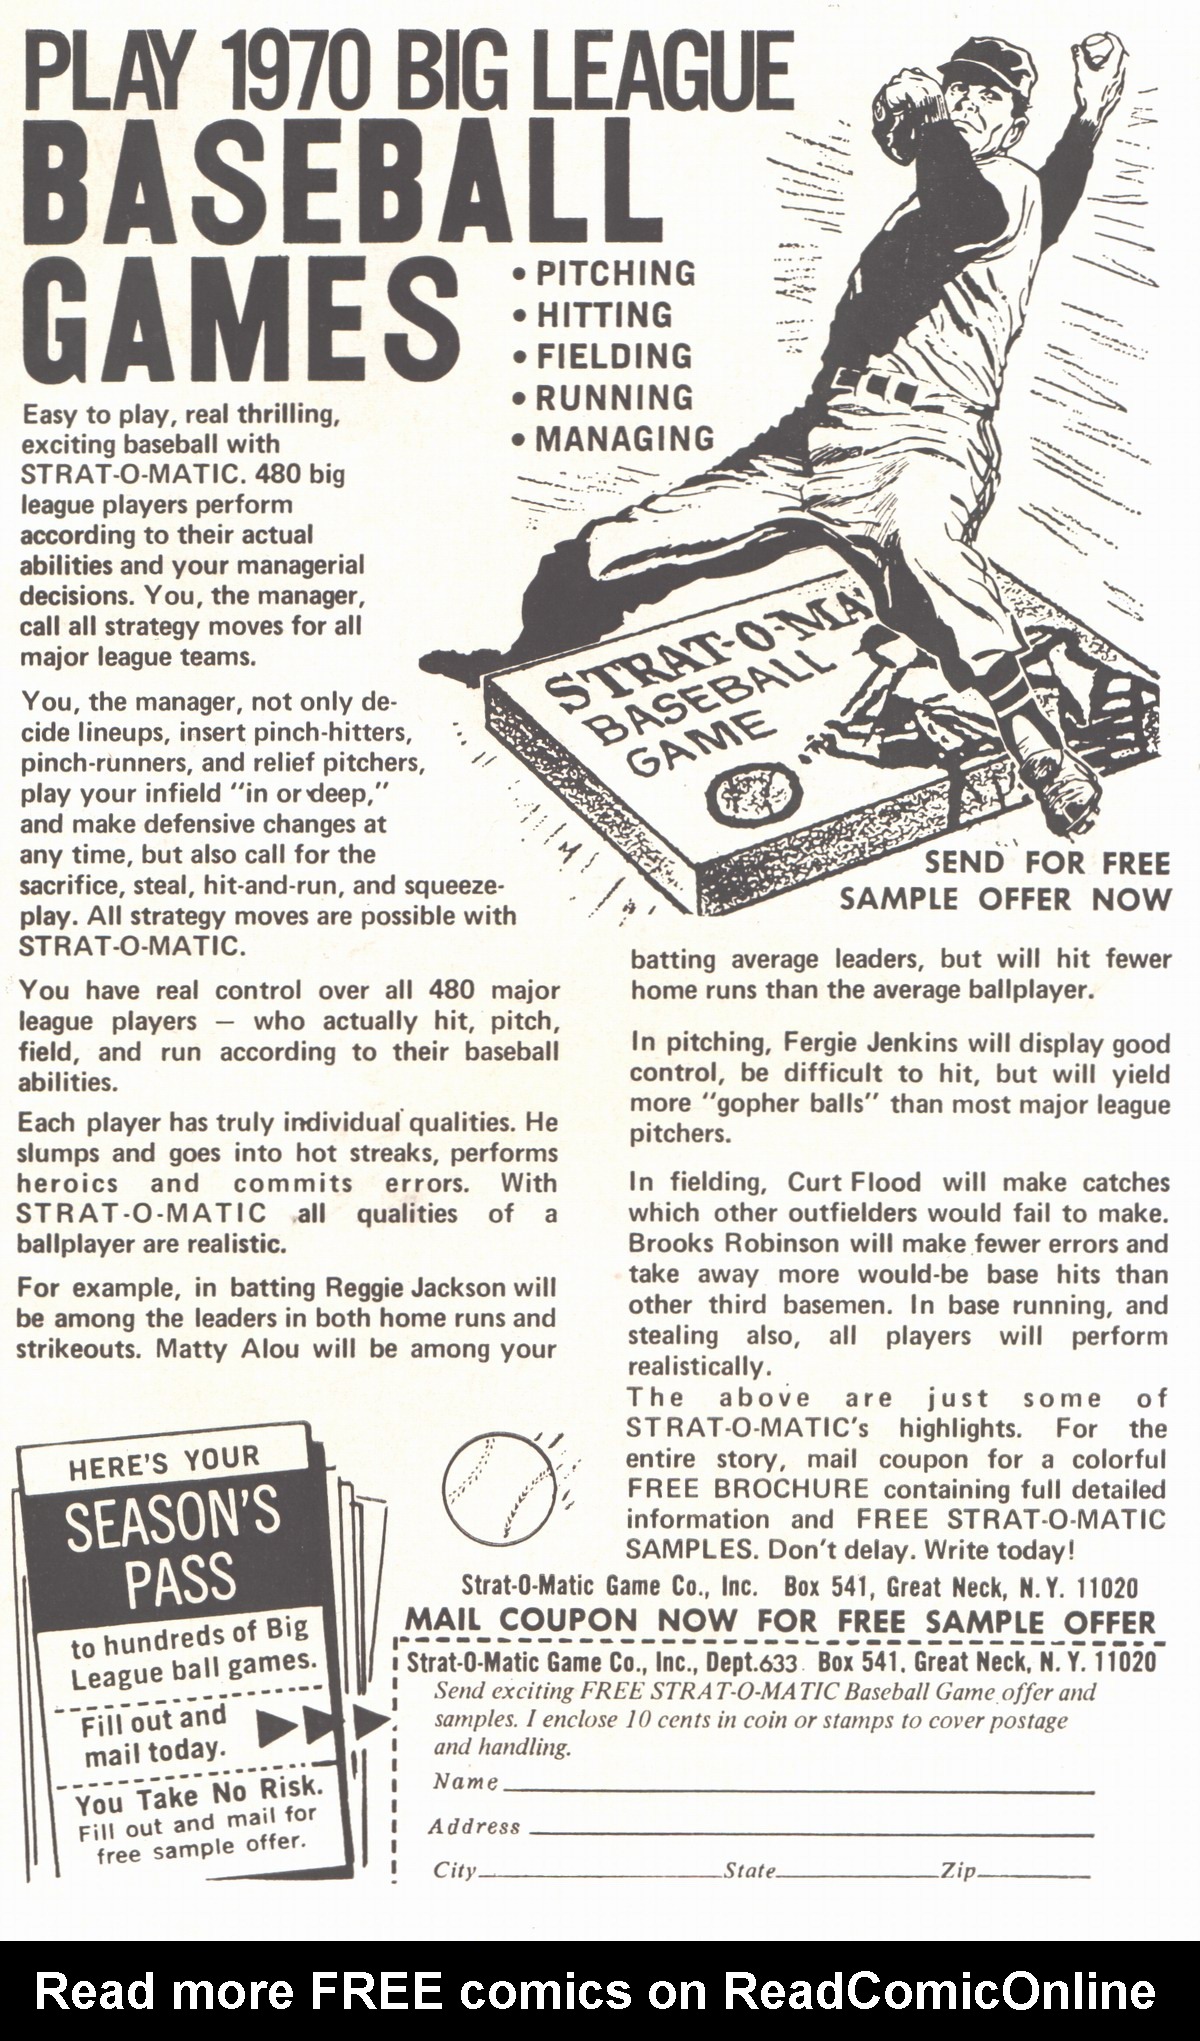 PLAY 1970 BIG LEAGUE
BASEBALL
GAMES
• PITCHING
• HITTING
• FIELDING
• RUNNING
• MANAGING
Easy to play, real thrilling,
exciting baseball with
STRAT-O-MATIC. 480 big
league players perform
according to their actual
abilities and your managerial
decisions. You, the manager,
call all strategy moves for all
major league teams.
You, the manager, not only de-
cide lineups, insert pinch-hitters,
pinch-runners, and relief pitchers,
play your infield "in or deep,"
and make defensive changes at
any time, but also call for the
sacrifice, steal, hit-and-run, and squeeze-
play. All strategy moves are possible with
STRAT-O-MATIC.
You have real control over all 480 major
league players — who actually hit, pitch,
field, and run according to their baseball
abilities.
Each player has truly individual qualities. He
slumps and goes into hot streaks, performs
heroics and commits errors. With
STRAT-O-MATIC all qualities of a
ballplayer are realistic.
For example, in batting Reggie Jackson will
be among the leaders in both home runs and
strikeouts. Matty Alou will be among your
STRAT-O-MA
BASEBALL
GAME
SEND FOR FREE
SAMPLE OFFER NOW
batting average leaders, but will hit fewer
home runs than the average ballplayer.
In pitching, Fergie Jenkins will display good
control, be difficult to hit, but will yield
more "gopher balls" than most major league
pitchers.
In fielding, Curt Flood will make catches
which other outfielders would fail to make.
Brooks Robinson will make fewer errors and
take away more would-be base hits than
other third basemen. In base running, and
stealing also, all players will perform
realistically.
The above are just some of
STRAT-O-MATIC's highlights. For the
entire story, mail coupon for a colorful
FREE BROCHURE containing full detailed
information and FREE STRAT-O-MATIC
SAMPLES. Don't delay. Write today!
Strat-O-Matic Game Co., Inc. Box 541, Great Neck, N.Y. 11020
HERE'S YOUR
SEASON'S
PASS
to hundreds of Big
League ball games.
Fill out and
mail today.
You Take No Risk.
Fill out and mail for
free sample offer.
MAIL COUPON NOW FOR FREE SAMPLE OFFER
Strat-O-Matic Game Co., Inc., Dept.633 Box 541, Great Neck, N.Y. 11020
Send exciting FREE STRAT-O-MATIC Baseball Game offer and
samples. I enclose 10 cents in coin or stamps to cover postage
and handling.
Name
Address
City State Zip
Read more FREE comics on ReadComicOnline